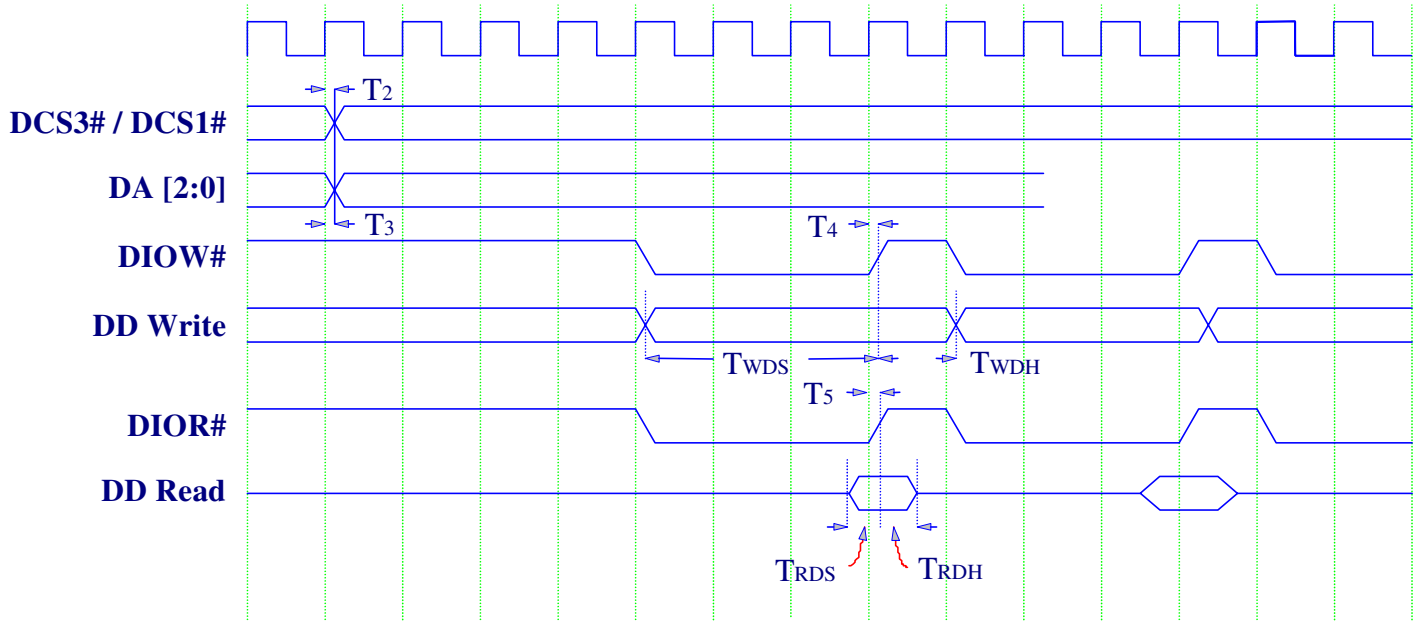 T2
DCS3# / DCS1#
DA [2:0]
T3
T4
DIOW#
DD Write
TWDS
TWDH
T5
DIOR#
DD Read
TRDS
TRDH